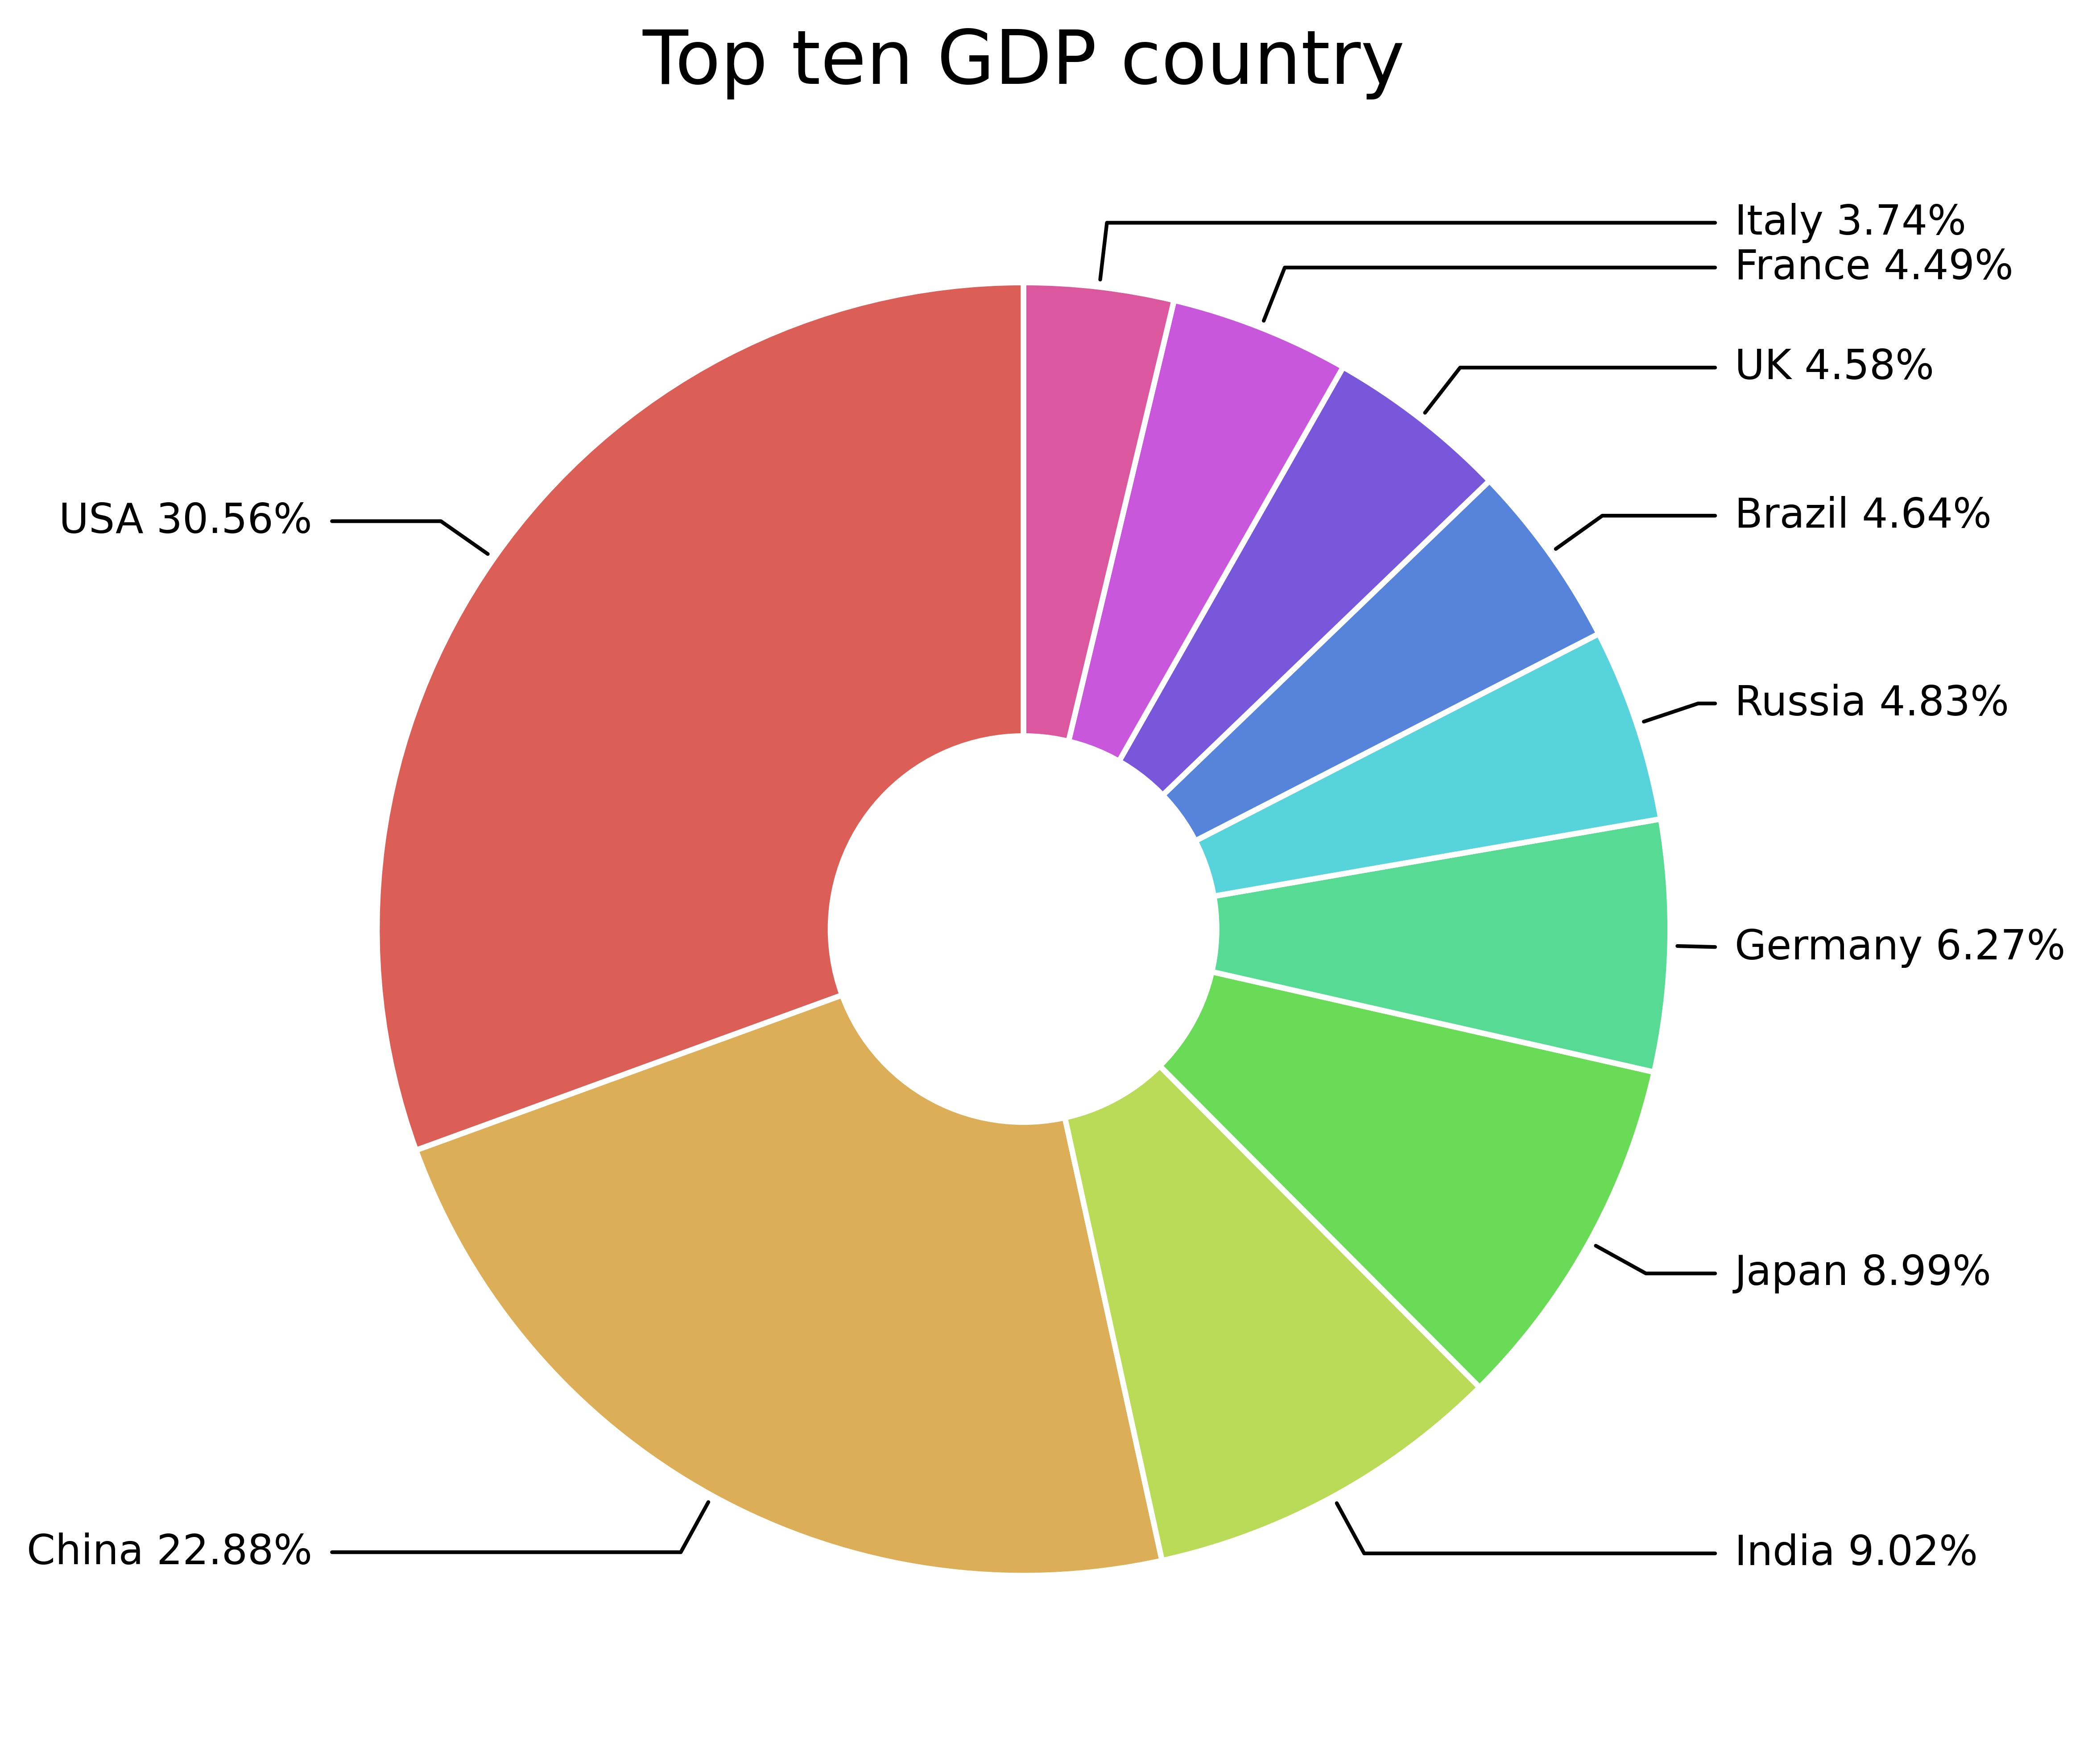 Top ten GDP country
Italy 3.74%
France 4.49%
UK 4.58%
USA 30.56%
Brazil 4.64%
Russia 4.83%
Germany 6.27%
Japan 8.99%
China 22.88%
India 9.02%